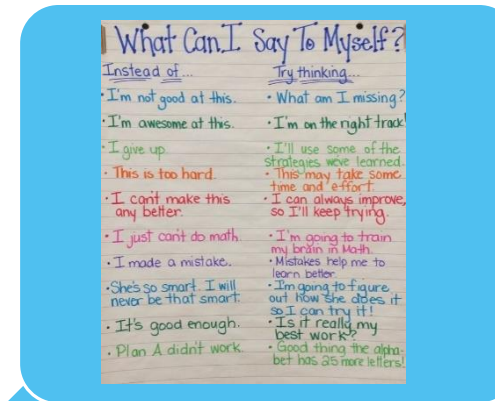 What Can I Say To Myself?
Instead of...
Try thinking...
• I'm not good at this.
• What am I missing?
• I'm awesome at this.
• I'm on the right track!
• I give up.
• I'll use some of the
strategies we've learned.
• This is too hard.
• This may take some
time and effort.
• I can't make this
any better.
• I can always improve,
so I'll keep trying.
• I just can't do math.
• I'm going to train
my brain in Math.
• I made a mistake.
• Mistakes help me to
learn better.
• She's so smart. I will
never be that smart.
• I'm going to figure
out how she does it
so I can try it!
• It's good enough.
• Is it really my
best work?
• Plan A didn't work.
• Good thing the alpha-
bet has 25 more letters!